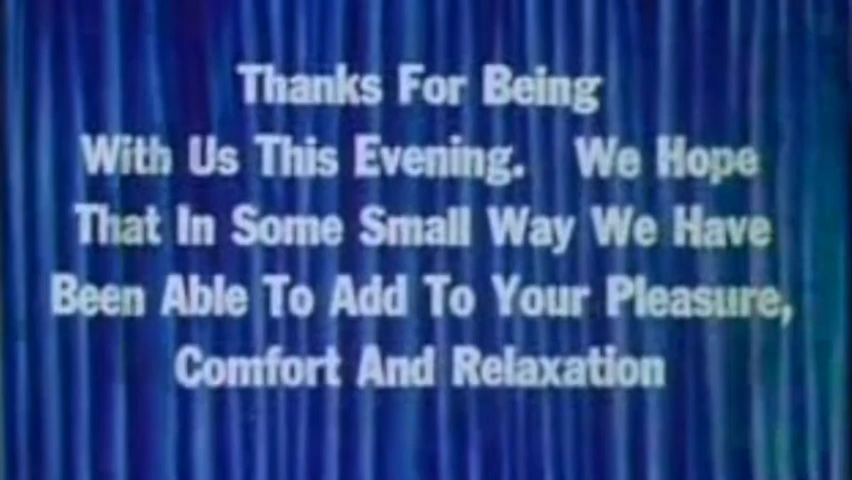 Thanks For Being
With Us This Evening. We Hope
That In Some Small Way We Have
Been Able To Add To Your Pleasure,
Comfort And Relaxation